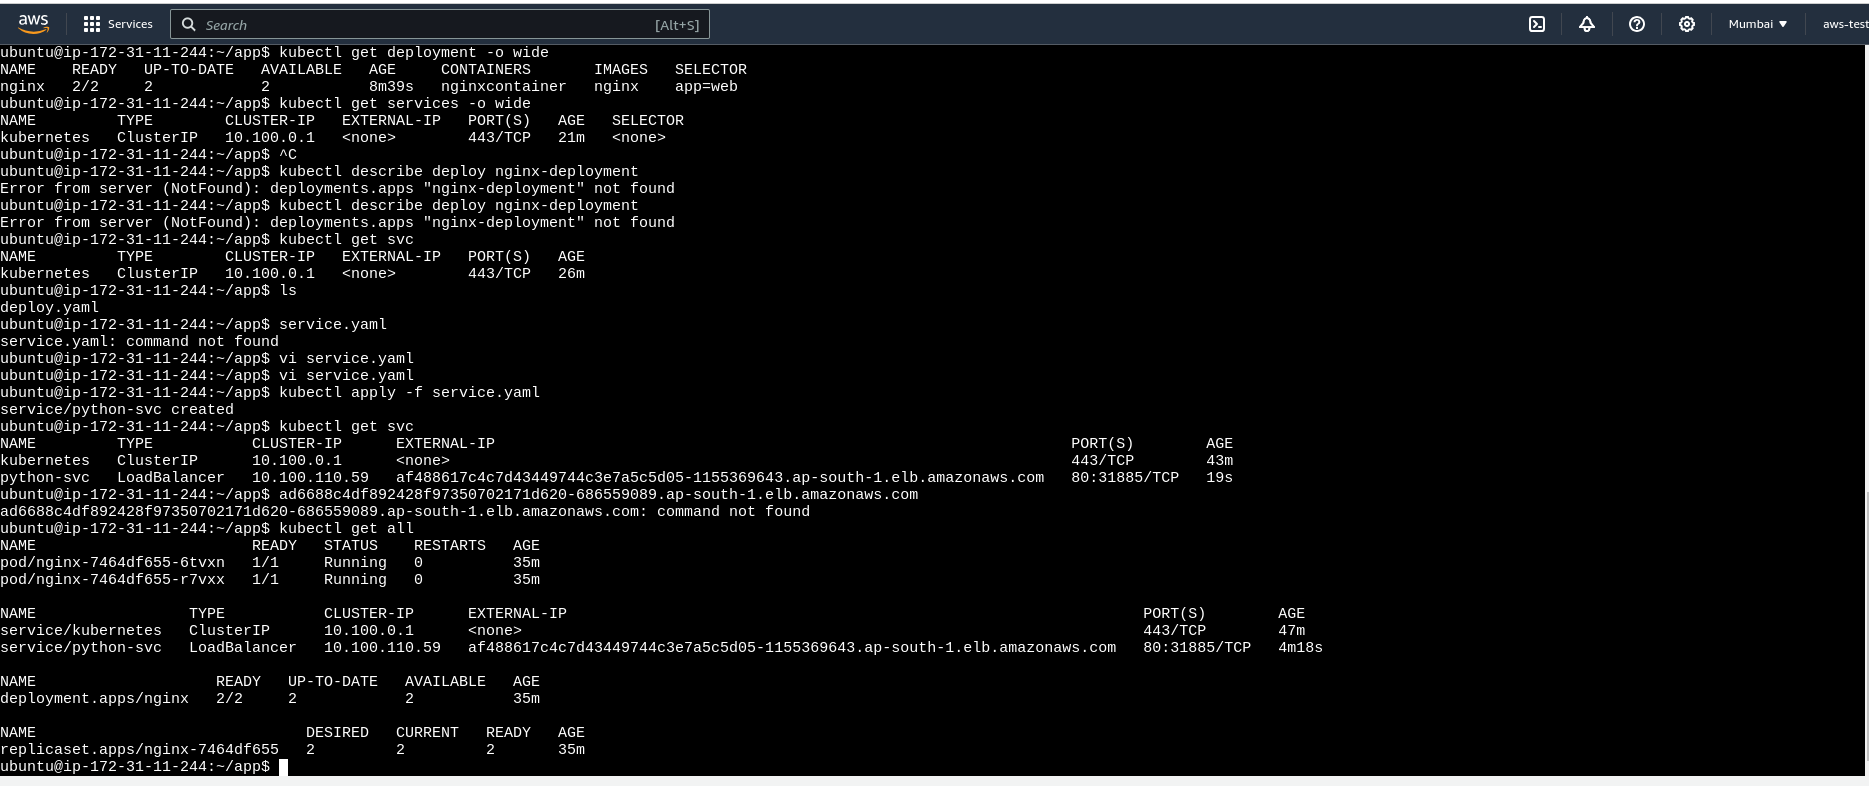 aws Services Search [Alt+S] Mumbai aws-test
ubuntu@ip-172-31-11-244:~/app$ kubectl get deployment -o wide
NAME    READY   UP-TO-DATE   AVAILABLE   AGE     CONTAINERS       IMAGES   SELECTOR
nginx   2/2     2            2           8m39s   nginxcontainer   nginx    app=web
ubuntu@ip-172-31-11-244:~/app$ kubectl get services -o wide
NAME         TYPE        CLUSTER-IP   EXTERNAL-IP   PORT(S)   AGE   SELECTOR
kubernetes   ClusterIP   10.100.0.1   <none>        443/TCP   21m   <none>
ubuntu@ip-172-31-11-244:~/app$ ^C
ubuntu@ip-172-31-11-244:~/app$ kubectl describe deploy nginx-deployment
Error from server (NotFound): deployments.apps "nginx-deployment" not found
ubuntu@ip-172-31-11-244:~/app$ kubectl describe deploy nginx-deployment
Error from server (NotFound): deployments.apps "nginx-deployment" not found
ubuntu@ip-172-31-11-244:~/app$ kubectl get svc
NAME         TYPE        CLUSTER-IP   EXTERNAL-IP   PORT(S)   AGE
kubernetes   ClusterIP   10.100.0.1   <none>        443/TCP   26m
ubuntu@ip-172-31-11-244:~/app$ ls
deploy.yaml
ubuntu@ip-172-31-11-244:~/app$ service.yaml
service.yaml: command not found
ubuntu@ip-172-31-11-244:~/app$ vi service.yaml
ubuntu@ip-172-31-11-244:~/app$ vi service.yaml
ubuntu@ip-172-31-11-244:~/app$ kubectl apply -f service.yaml
service/python-svc created
ubuntu@ip-172-31-11-244:~/app$ kubectl get svc
NAME         TYPE           CLUSTER-IP      EXTERNAL-IP                                                                PORT(S)        AGE
kubernetes   ClusterIP      10.100.0.1      <none>                                                                     443/TCP        43m
python-svc   LoadBalancer   10.100.110.59   af488617c4c7d43449744c3e7a5c5d05-1155369643.ap-south-1.elb.amazonaws.com   80:31885/TCP   19s
ubuntu@ip-172-31-11-244:~/app$ ad6688c4df892428f97350702171d620-686559089.ap-south-1.elb.amazonaws.com
ad6688c4df892428f97350702171d620-686559089.ap-south-1.elb.amazonaws.com: command not found
ubuntu@ip-172-31-11-244:~/app$ kubectl get all
NAME                        READY   STATUS    RESTARTS   AGE
pod/nginx-7464df655-6tvxn   1/1     Running   0          35m
pod/nginx-7464df655-r7vxx   1/1     Running   0          35m
NAME                 TYPE           CLUSTER-IP      EXTERNAL-IP                                                                PORT(S)        AGE
service/kubernetes   ClusterIP      10.100.0.1      <none>                                                                     443/TCP        47m
service/python-svc   LoadBalancer   10.100.110.59   af488617c4c7d43449744c3e7a5c5d05-1155369643.ap-south-1.elb.amazonaws.com   80:31885/TCP   4m18s
NAME                    READY   UP-TO-DATE   AVAILABLE   AGE
deployment.apps/nginx   2/2     2            2           35m
NAME                              DESIRED   CURRENT   READY   AGE
replicaset.apps/nginx-7464df655   2         2         2       35m
ubuntu@ip-172-31-11-244:~/app$